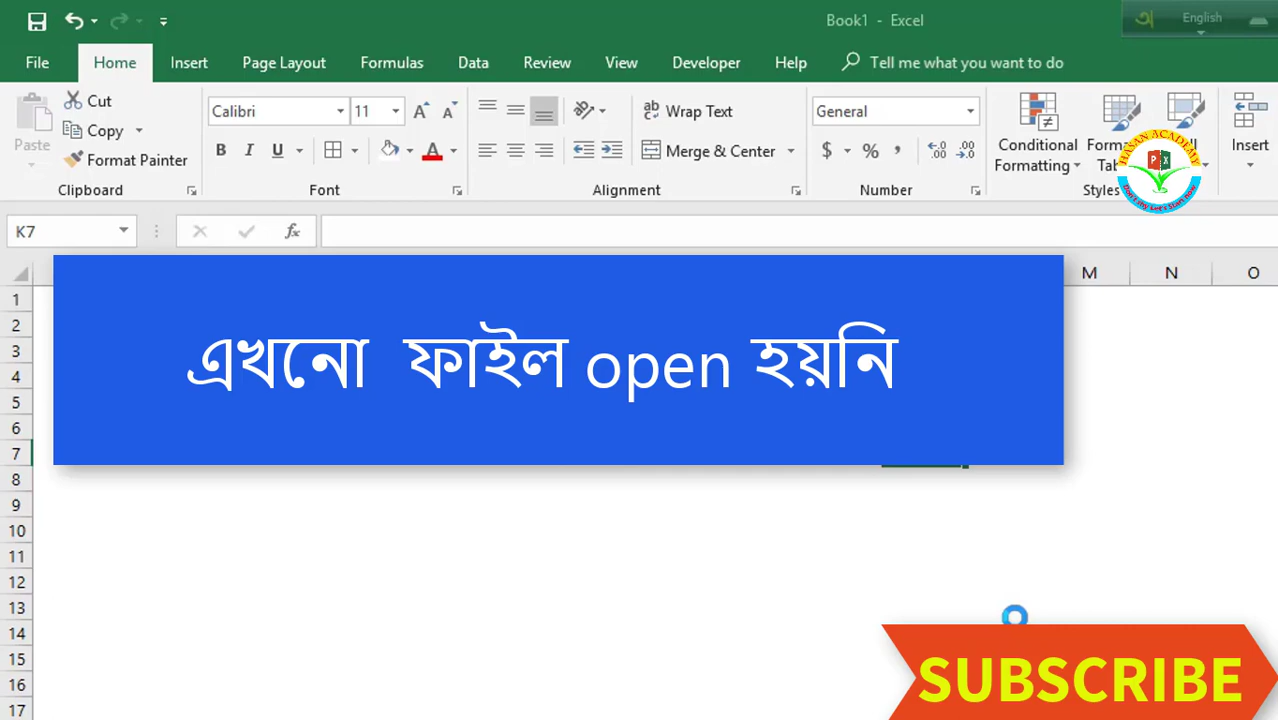 Book1 - Excel
English
File Home Insert Page Layout Formulas Data Review View Developer Help Tell me what you want to do
Cut
Calibri 11
Wrap Text
General
Paste
Copy
Format Painter
B I U
Merge & Center
$ % ,
Conditional
Formatting
Insert
Clipboard Font Alignment Number Styles
HASAN ACADEMY
K7 fx
M N O
1
2
3
4
5
6
7
8
9
10
11
12
13
14
15
16
17
এখনো ফাইল open হয়নি
SUBSCRIBE